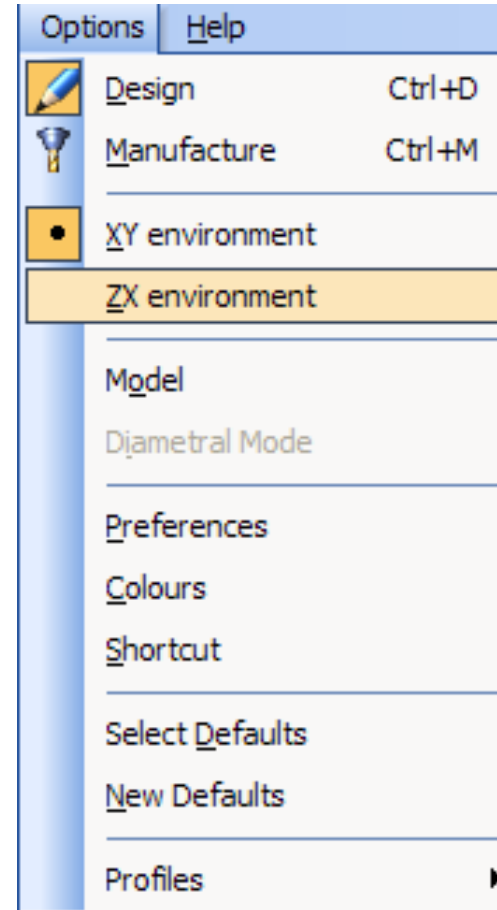 Options Help
Design Ctrl+D
Manufacture Ctrl+M
XY environment
ZX environment
Model
Diametral Mode
Preferences
Colours
Shortcut
Select Defaults
New Defaults
Profiles